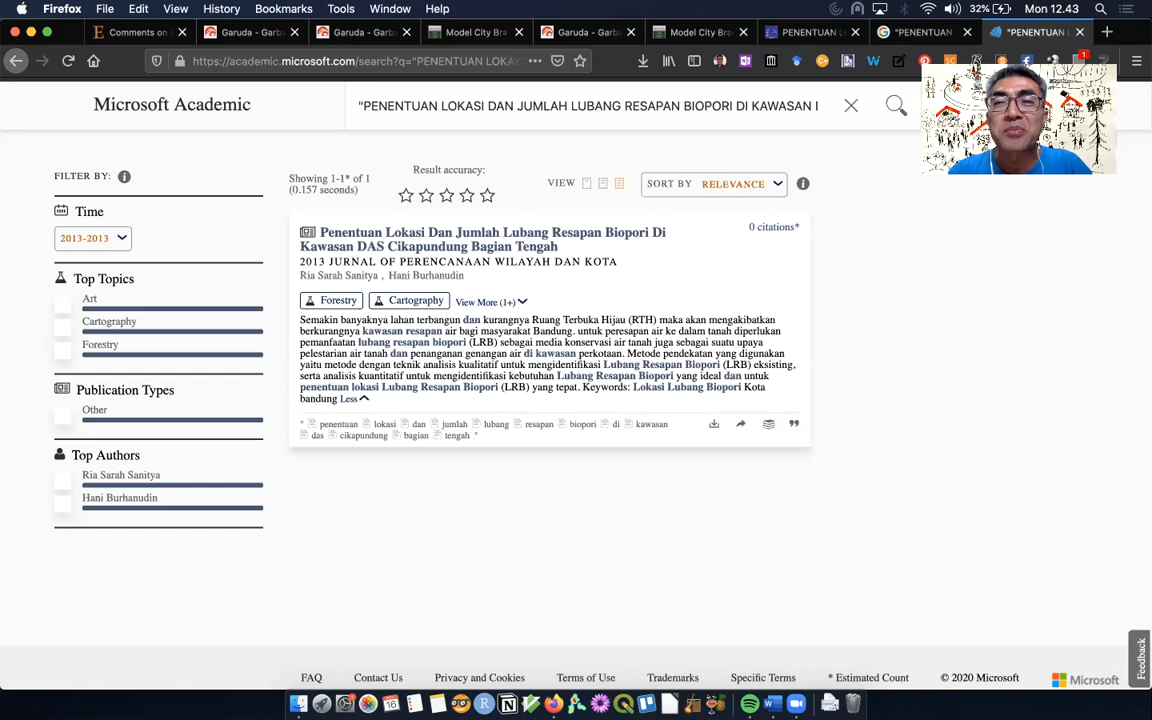 Firefox File Edit View History Bookmarks Tools Window Help 32% Mon 12.43
Comments on Garuda - Garba Garuda - Garba Model City Bra Garuda - Garba Model City Bra PENTUAN L "PENENTUAN "PENENTUAN L
https://academic.microsoft.com/search?q="PENENTUAN LOKAS
Microsoft Academic
"PENENTUAN LOKASI DAN JUMLAH LUBANG RESAPAN BIOPORI DI KAWASAN
FILTER BY:
Time
2013-2013
Top Topics
Art
Cartography
Forestry
Publication Types
Other
Top Authors
Ria Sarah Sanitya
Hani Burhanudin
Showing 1-1* of 1
(0.157 seconds)
Result accuracy:
VIEW
SORT BY RELEVANCE
Penentuan Lokasi Dan Jumlah Lubang Resapan Biopori Di
Kawasan DAS Cikapundung Bagian Tengah
0 citations*
2013 JURNAL OF PERENCANAAN WILAYAH DAN KOTA
Ria Sarah Sanitya , Hani Burhanudin
Forestry Cartography View More (1+)
Semakin banyaknya lahan terbangun dan kurangnya Ruang Terbuka Hijau (RTH) maka akan mengakibatkan
berkurangnya kawasan resapan air bagi masyarakat Bandung. untuk peresapan air ke dalam tanah diperlukan
pemanfaatan lubang resapan biopori (LRB) sebagai media konservasi air tanah juga sebagai suatu upaya
pelestarian air tanah dan penanganan genangan air di kawasan perkotaan. Metode pendekatan yang digunakan
yaitu metode dengan teknik analisis kualitatif untuk mengidentifikasi Lubang Resapan Biopori (LRB) eksisting,
serta analisis kuantitatif untuk mengidentifikasi kebutuhan Lubang Resapan Biopori yang ideal dan untuk
penentuan lokasi Lubang Resapan Biopori (LRB) yang tepat. Keywords: Lokasi Lubang Biopori Kota
bandung Less
* penentuan lokasi dan jumlah lubang resapan biopori di kawasan
das cikapundung bagian tengah *
Feedback
FAQ Contact Us Privacy and Cookies Terms of Use Trademarks Specific Terms * Estimated Count © 2020 Microsoft Microsoft